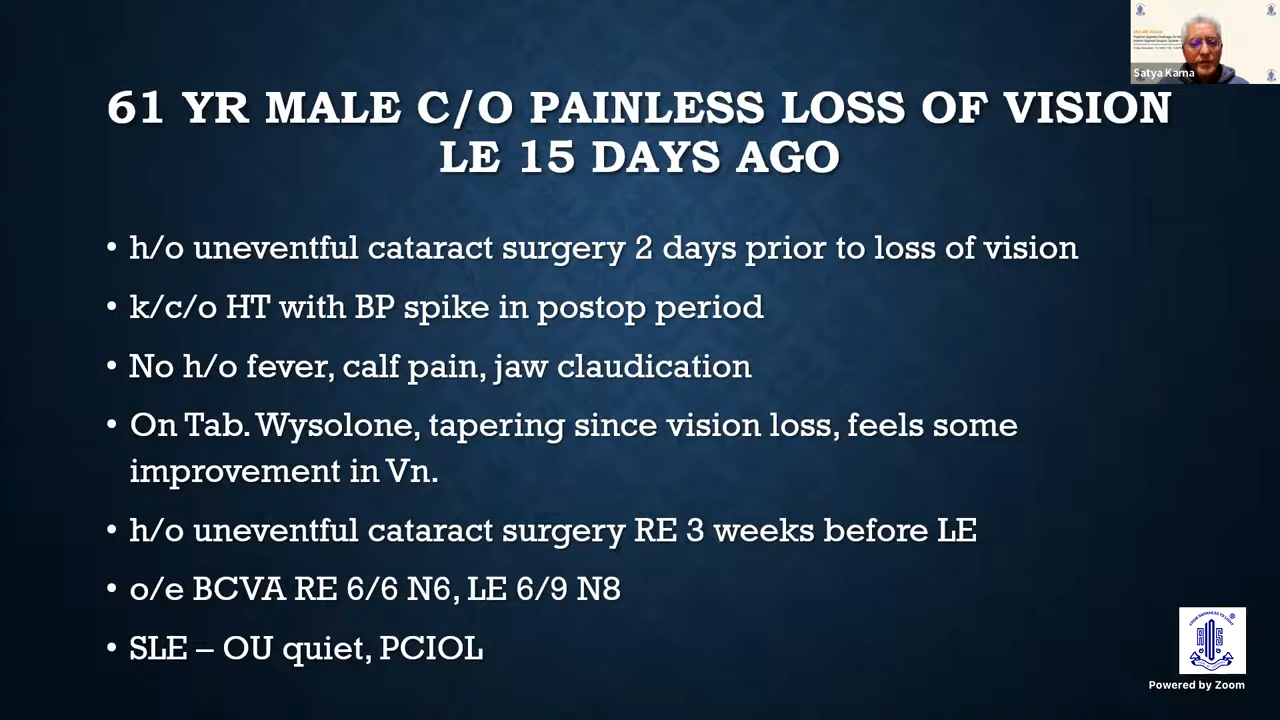 Satya Karna
61 YR MALE C/O PAINLESS LOSS OF VISION
LE 15 DAYS AGO
• h/o uneventful cataract surgery 2 days prior to loss of vision
• k/c/o HT with BP spike in postop period
• No h/o fever, calf pain, jaw claudication
• On Tab. Wysolone, tapering since vision loss, feels some
improvement in Vn.
• h/o uneventful cataract surgery RE 3 weeks before LE
• o/e BCVA RE 6/6 N6, LE 6/9 N8
• SLE – OU quiet, PCIOL
Powered by Zoom